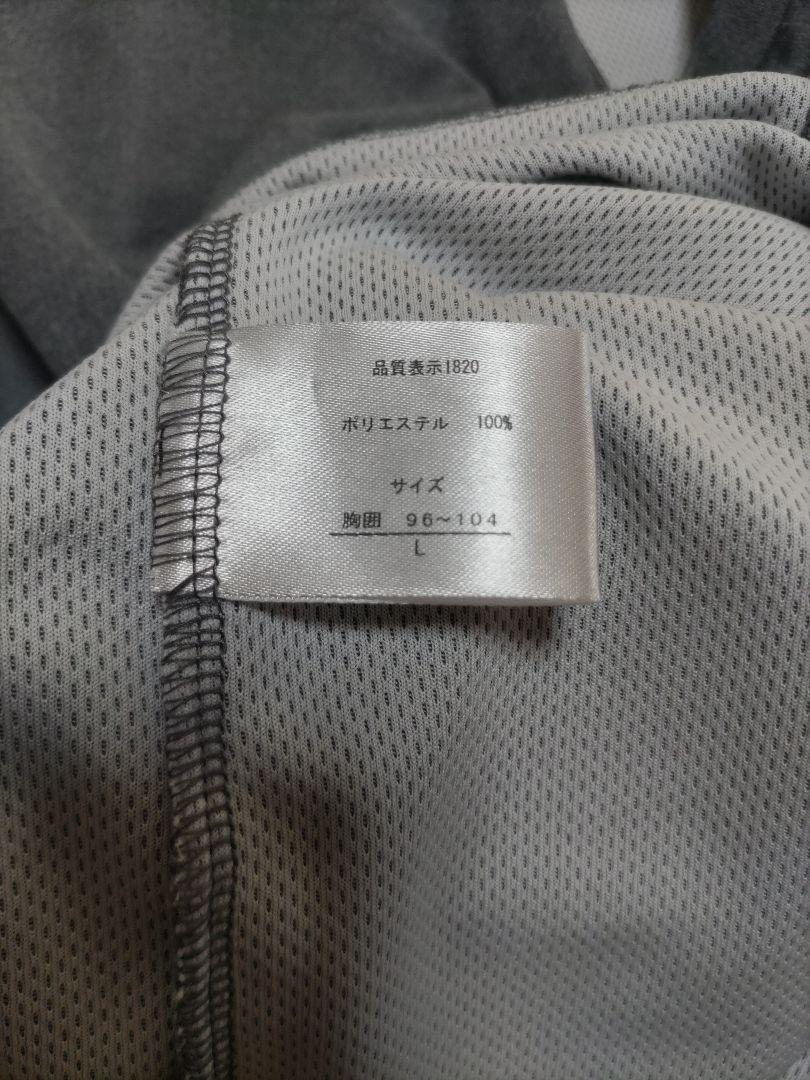 品質表示1820
ポリエステル 100%
サイズ
胸囲 96～104
L